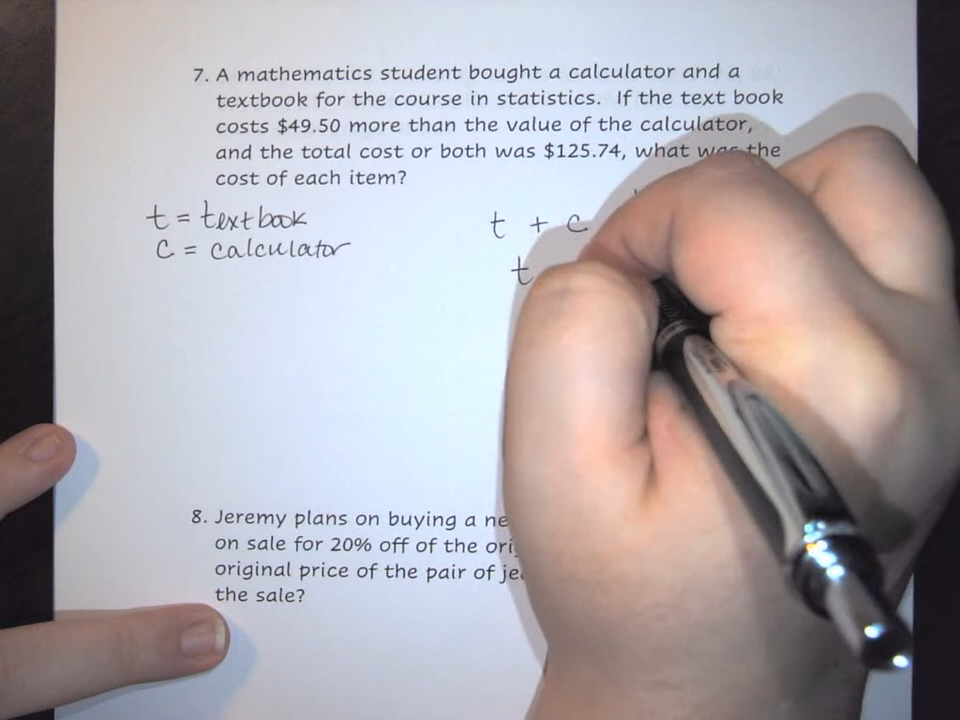 7. A mathematics student bought a calculator and a
textbook for the course in statistics. If the text book
costs $49.50 more than the value of the calculator,
and the total cost or both was $125.74, what was the
cost of each item?
t = textbook
c = calculator
t + c
t
8. Jeremy plans on buying a
on sale for 20% off of the
original price of the pair of
the sale?